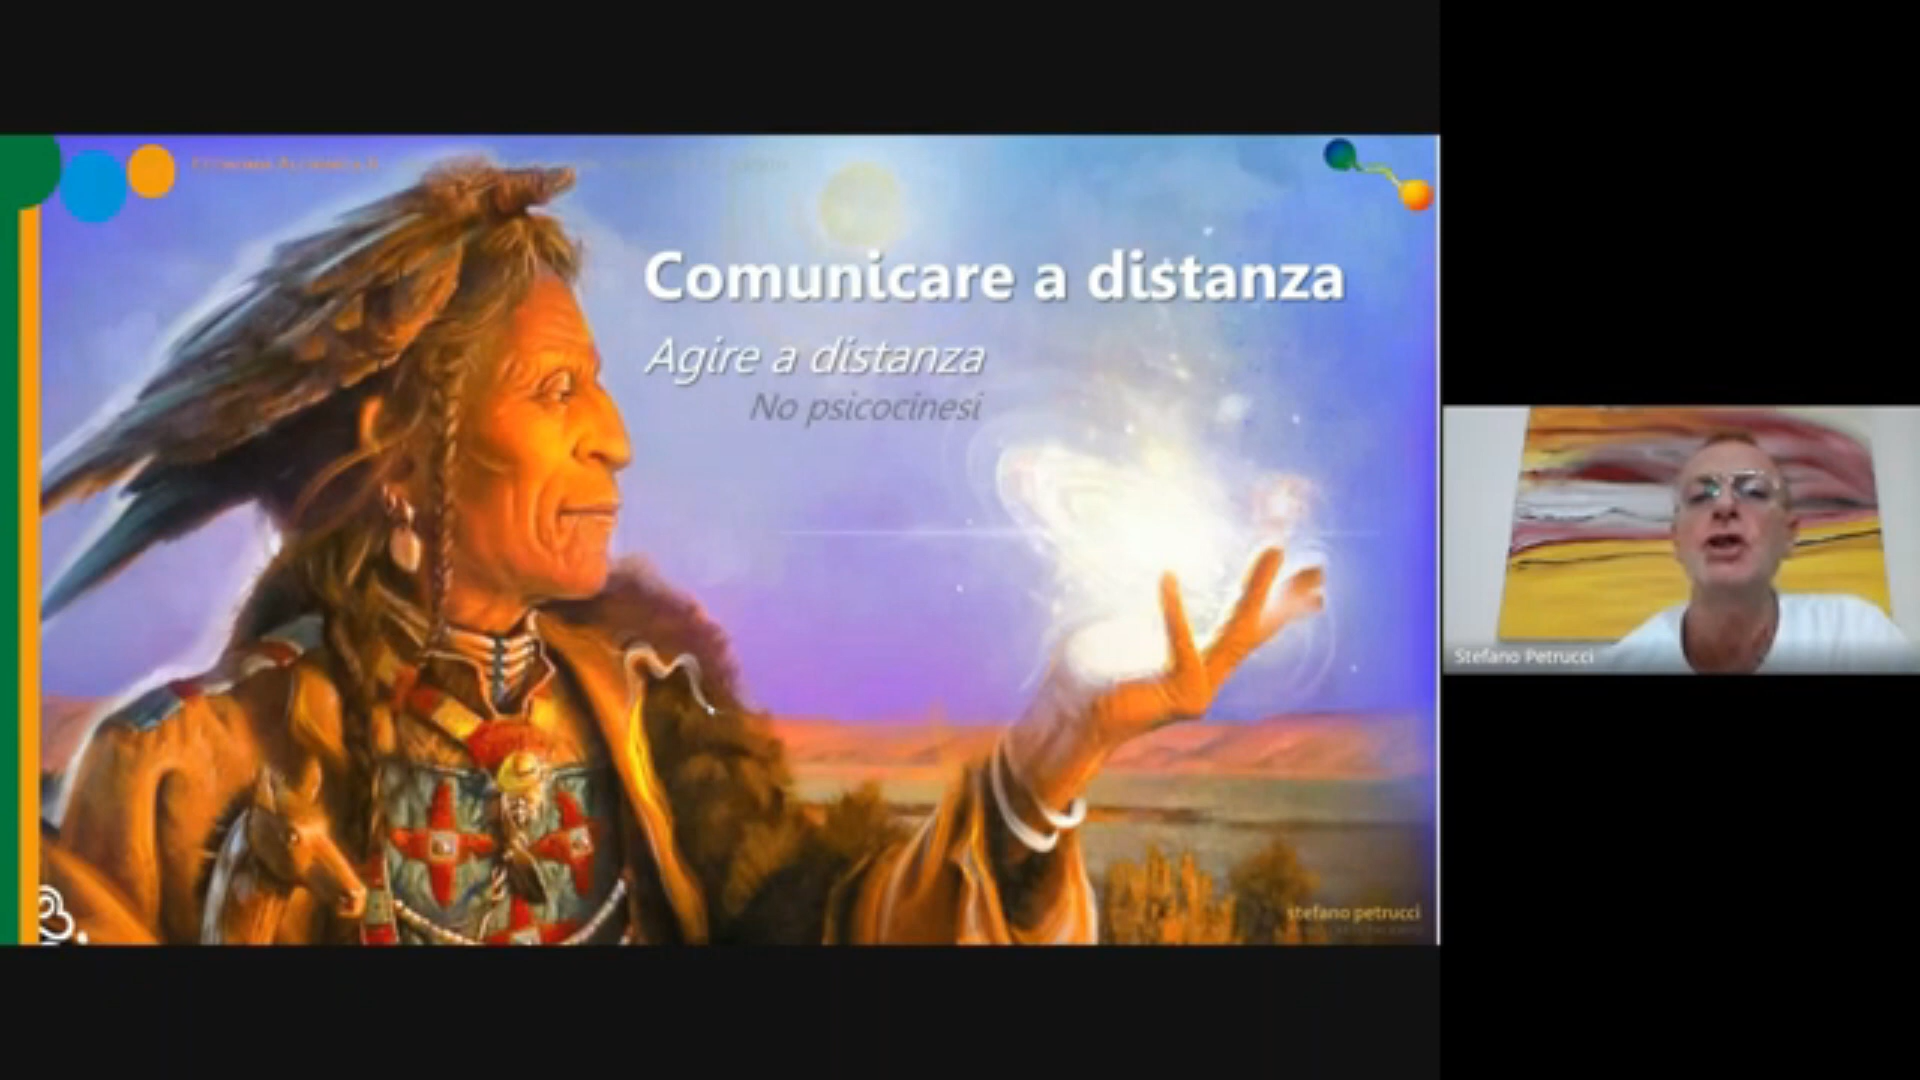 Comunicare a distanza
Agire a distanza
No psicocinesi
stefano petrucci
Stefano Petrucci